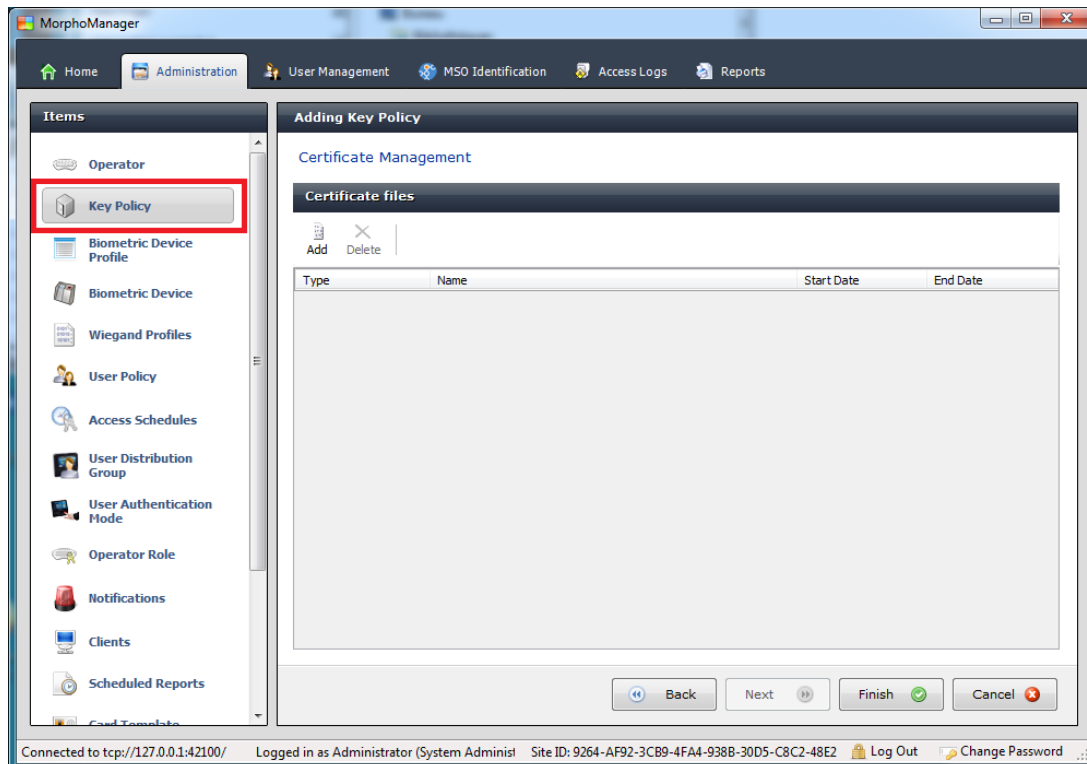 MorphoManager
Home
Administration
User Management
MSO Identification
Access Logs
Reports
Items
Operator
Key Policy
Biometric Device
Profile
Biometric Device
Wiegand Profiles
User Policy
Access Schedules
User Distribution
Group
User Authentication
Mode
Operator Role
Notifications
Clients
Scheduled Reports
Card Template
Adding Key Policy
Certificate Management
Certificate files
Add
Delete
Type
Name
Start Date
End Date
Back
Next
Finish
Cancel
Connected to tcp://127.0.0.1:42100/
Logged in as Administrator (System Administ
Site ID: 9264-AF92-3CB9-4FA4-938B-30D5-C8C2-48E2
Log Out
Change Password